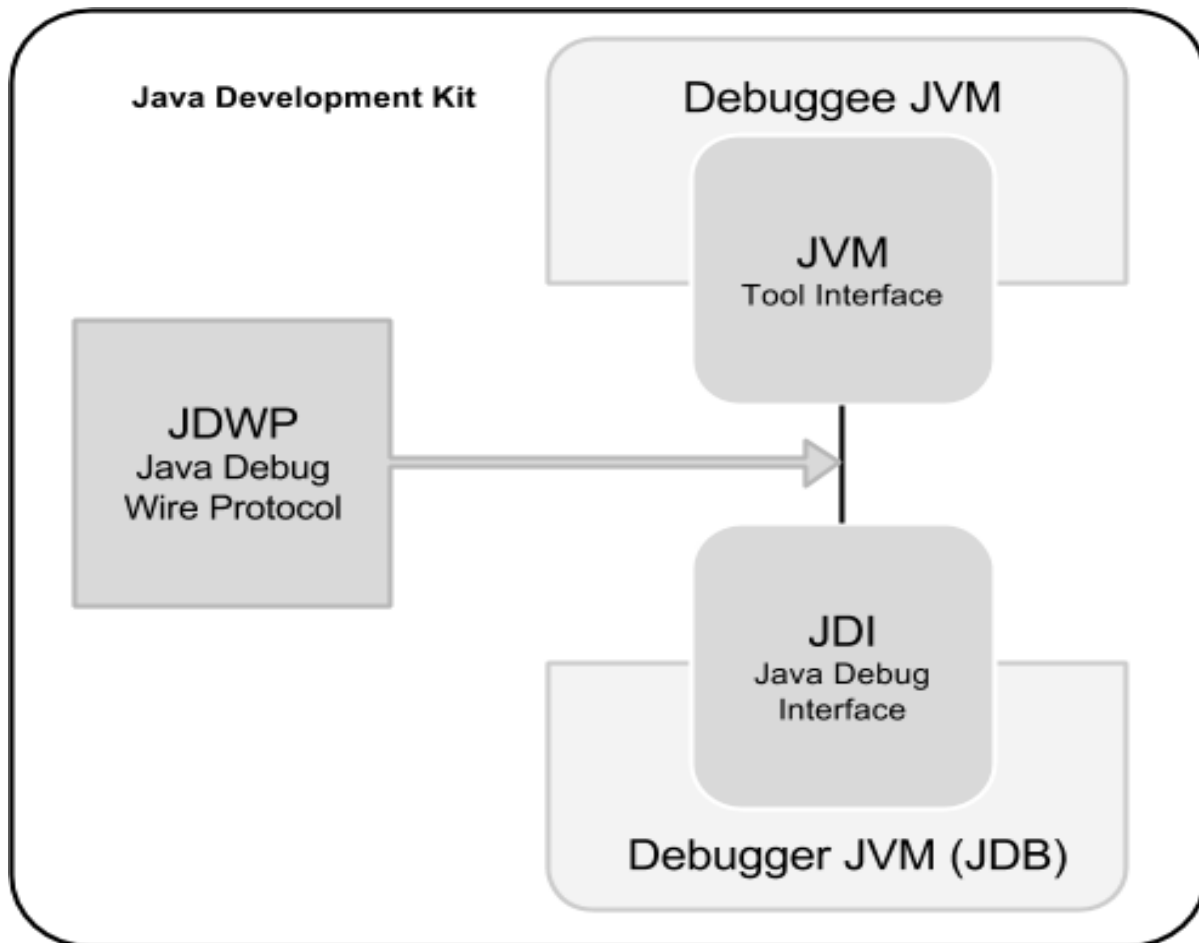 Java Development Kit
Debuggee JVM
JVM
Tool Interface
JDWP
Java Debug
Wire Protocol
JDI
Java Debug
Interface
Debugger JVM (JDB)